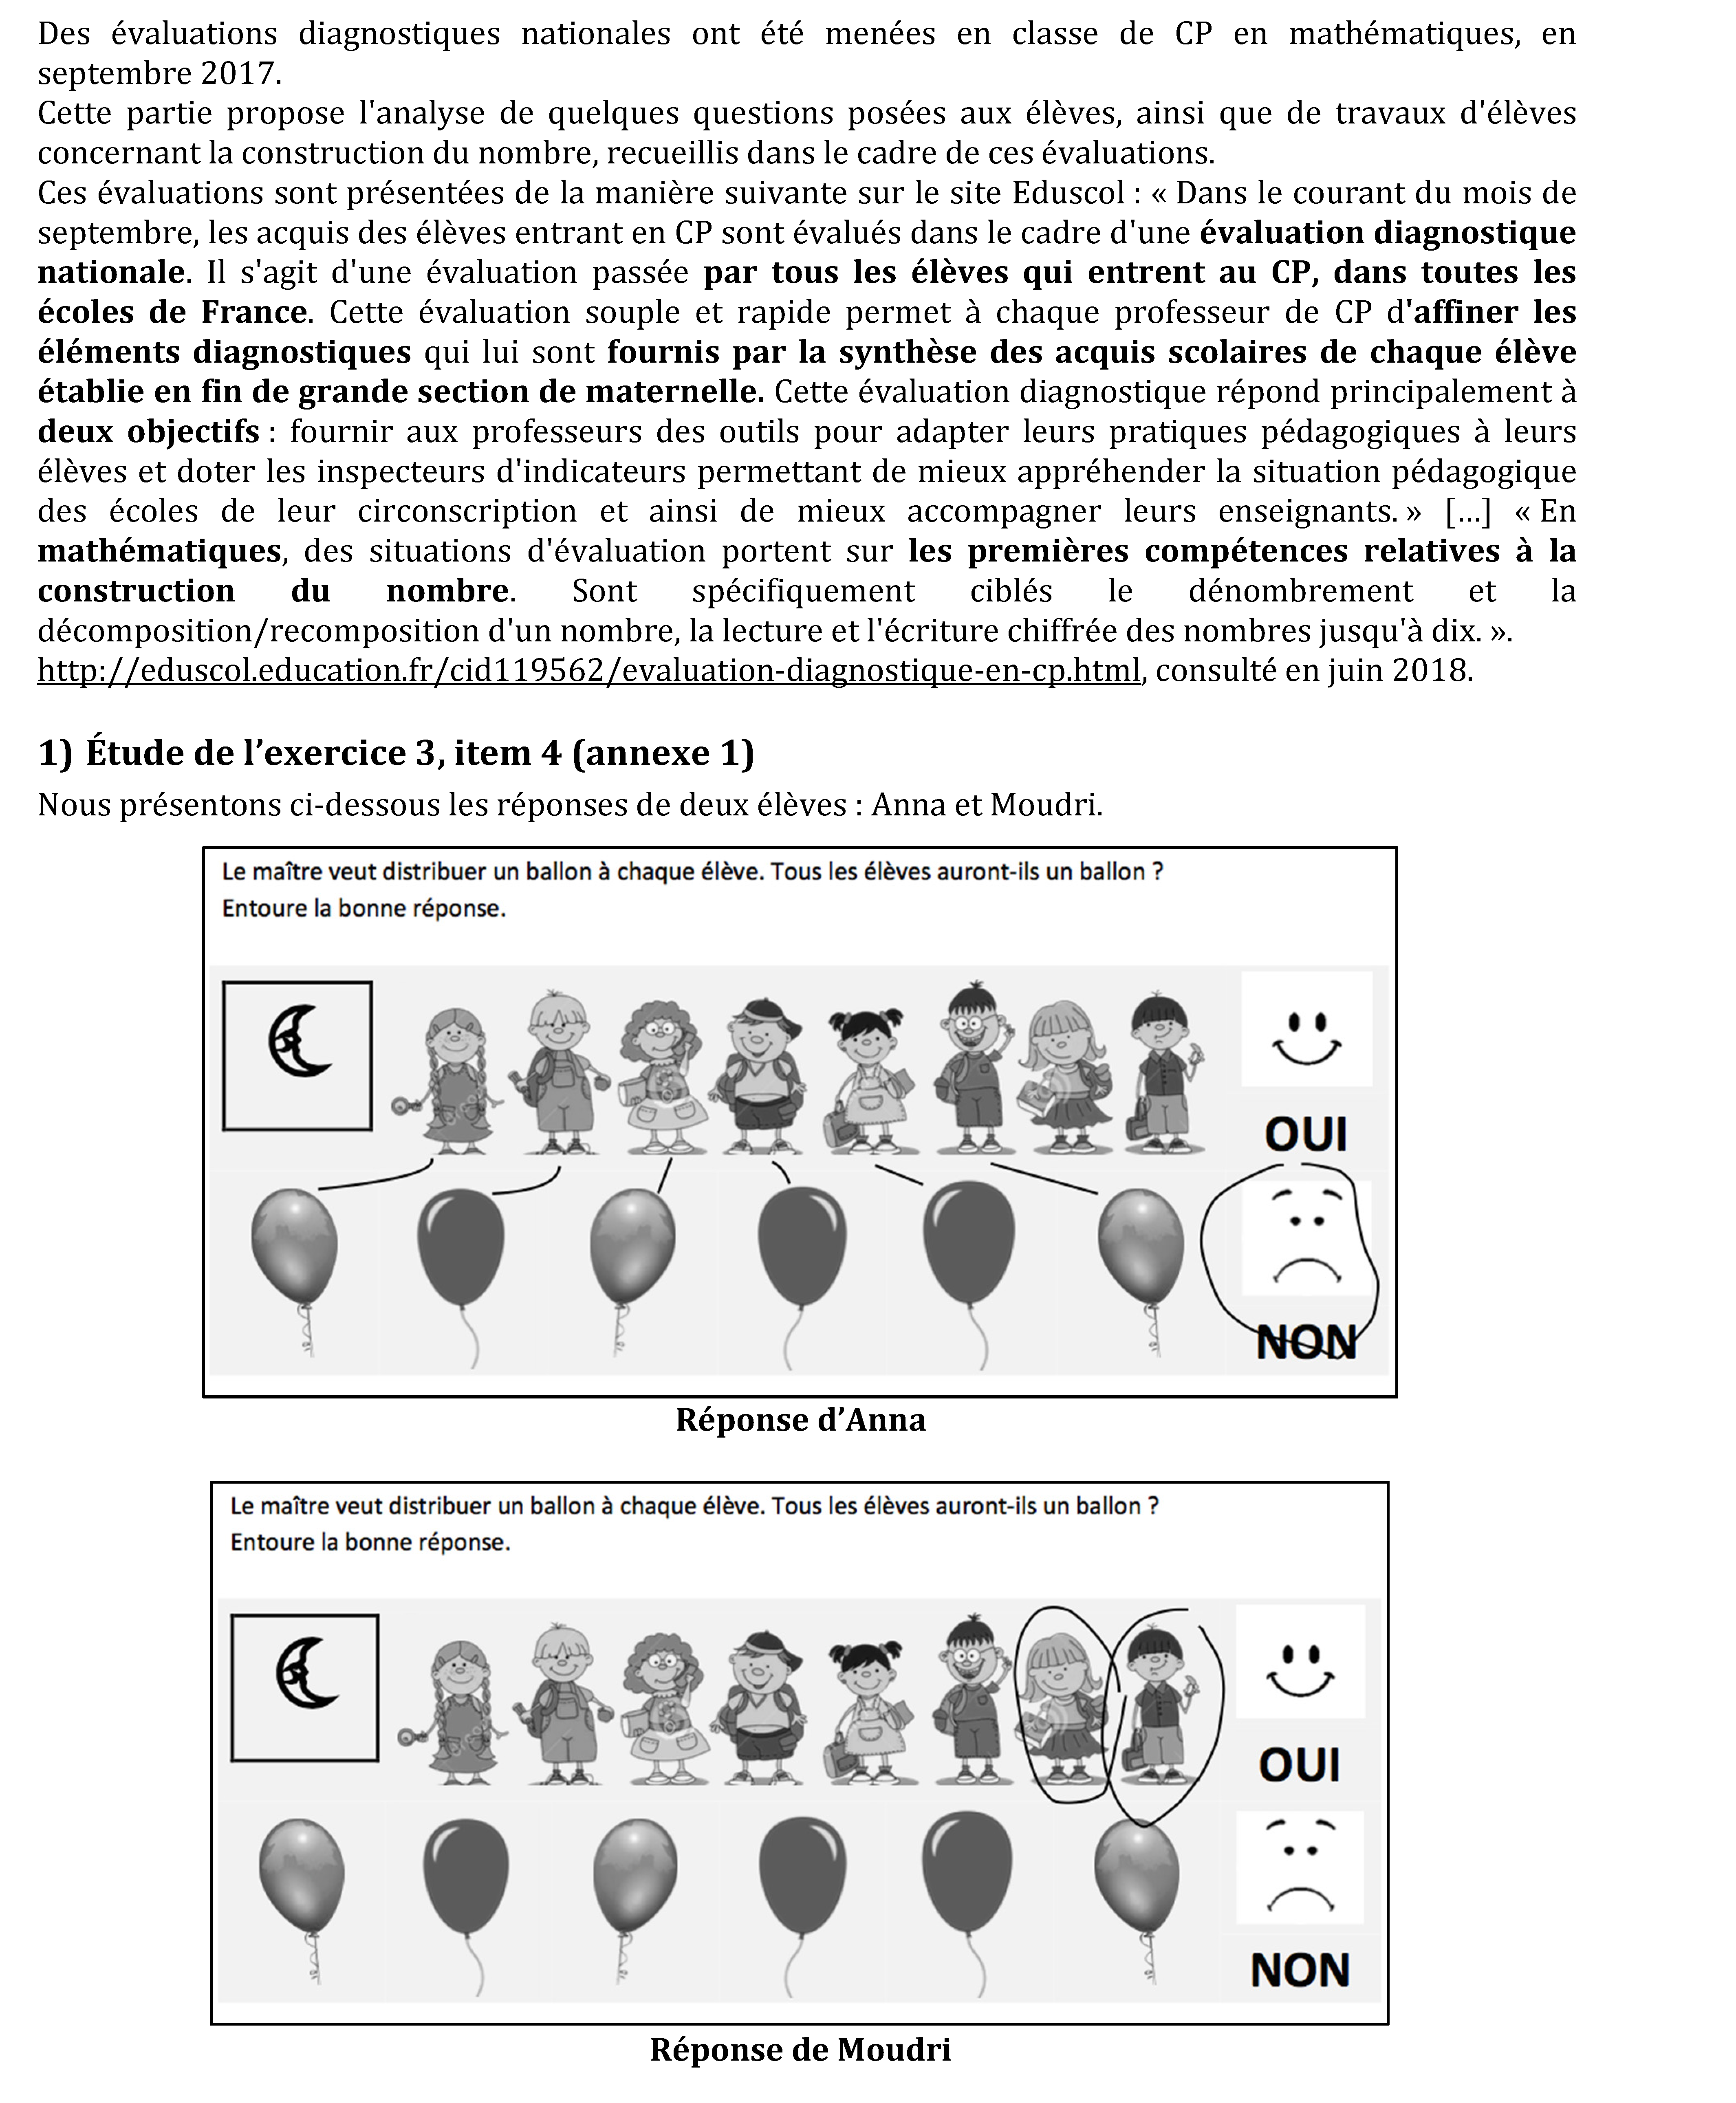 Des évaluations diagnostiques nationales ont été menées en classe de CP en mathématiques, en
septembre 2017.
Cette partie propose l'analyse de quelques questions posées aux élèves, ainsi que de travaux d'élèves
concernant la construction du nombre, recueillis dans le cadre de ces évaluations.
Ces évaluations sont présentées de la manière suivante sur le site Eduscol : « Dans le courant du mois de
septembre, les acquis des élèves entrant en CP sont évalués dans le cadre d'une évaluation diagnostique
nationale. Il s'agit d'une évaluation passée par tous les élèves qui entrent au CP, dans toutes les
écoles de France. Cette évaluation souple et rapide permet à chaque professeur de CP d'affiner les
éléments diagnostiques qui lui sont fournis par la synthèse des acquis scolaires de chaque élève
établie en fin de grande section de maternelle. Cette évaluation diagnostique répond principalement à
deux objectifs : fournir aux professeurs des outils pour adapter leurs pratiques pédagogiques à leurs
élèves et doter les inspecteurs d'indicateurs permettant de mieux appréhender la situation pédagogique
des écoles de leur circonscription et ainsi de mieux accompagner leurs enseignants. » [...] « En
mathématiques, des situations d'évaluation portent sur les premières compétences relatives à la
construction du nombre. Sont spécifiquement ciblés le dénombrement et la
décomposition/recomposition d'un nombre, la lecture et l'écriture chiffrée des nombres jusqu'à dix. ».
http://eduscol.education.fr/cid119562/evaluation-diagnostique-en-cp.html, consulté en juin 2018.
1) Étude de l'exercice 3, item 4 (annexe 1)
Nous présentons ci-dessous les réponses de deux élèves : Anna et Moudri.
Le maître veut distribuer un ballon à chaque élève. Tous les élèves auront-ils un ballon ?
Entoure la bonne réponse.
OUI
NON
Réponse d'Anna
Le maître veut distribuer un ballon à chaque élève. Tous les élèves auront-ils un ballon ?
Entoure la bonne réponse.
OUI
NON
Réponse de Moudri